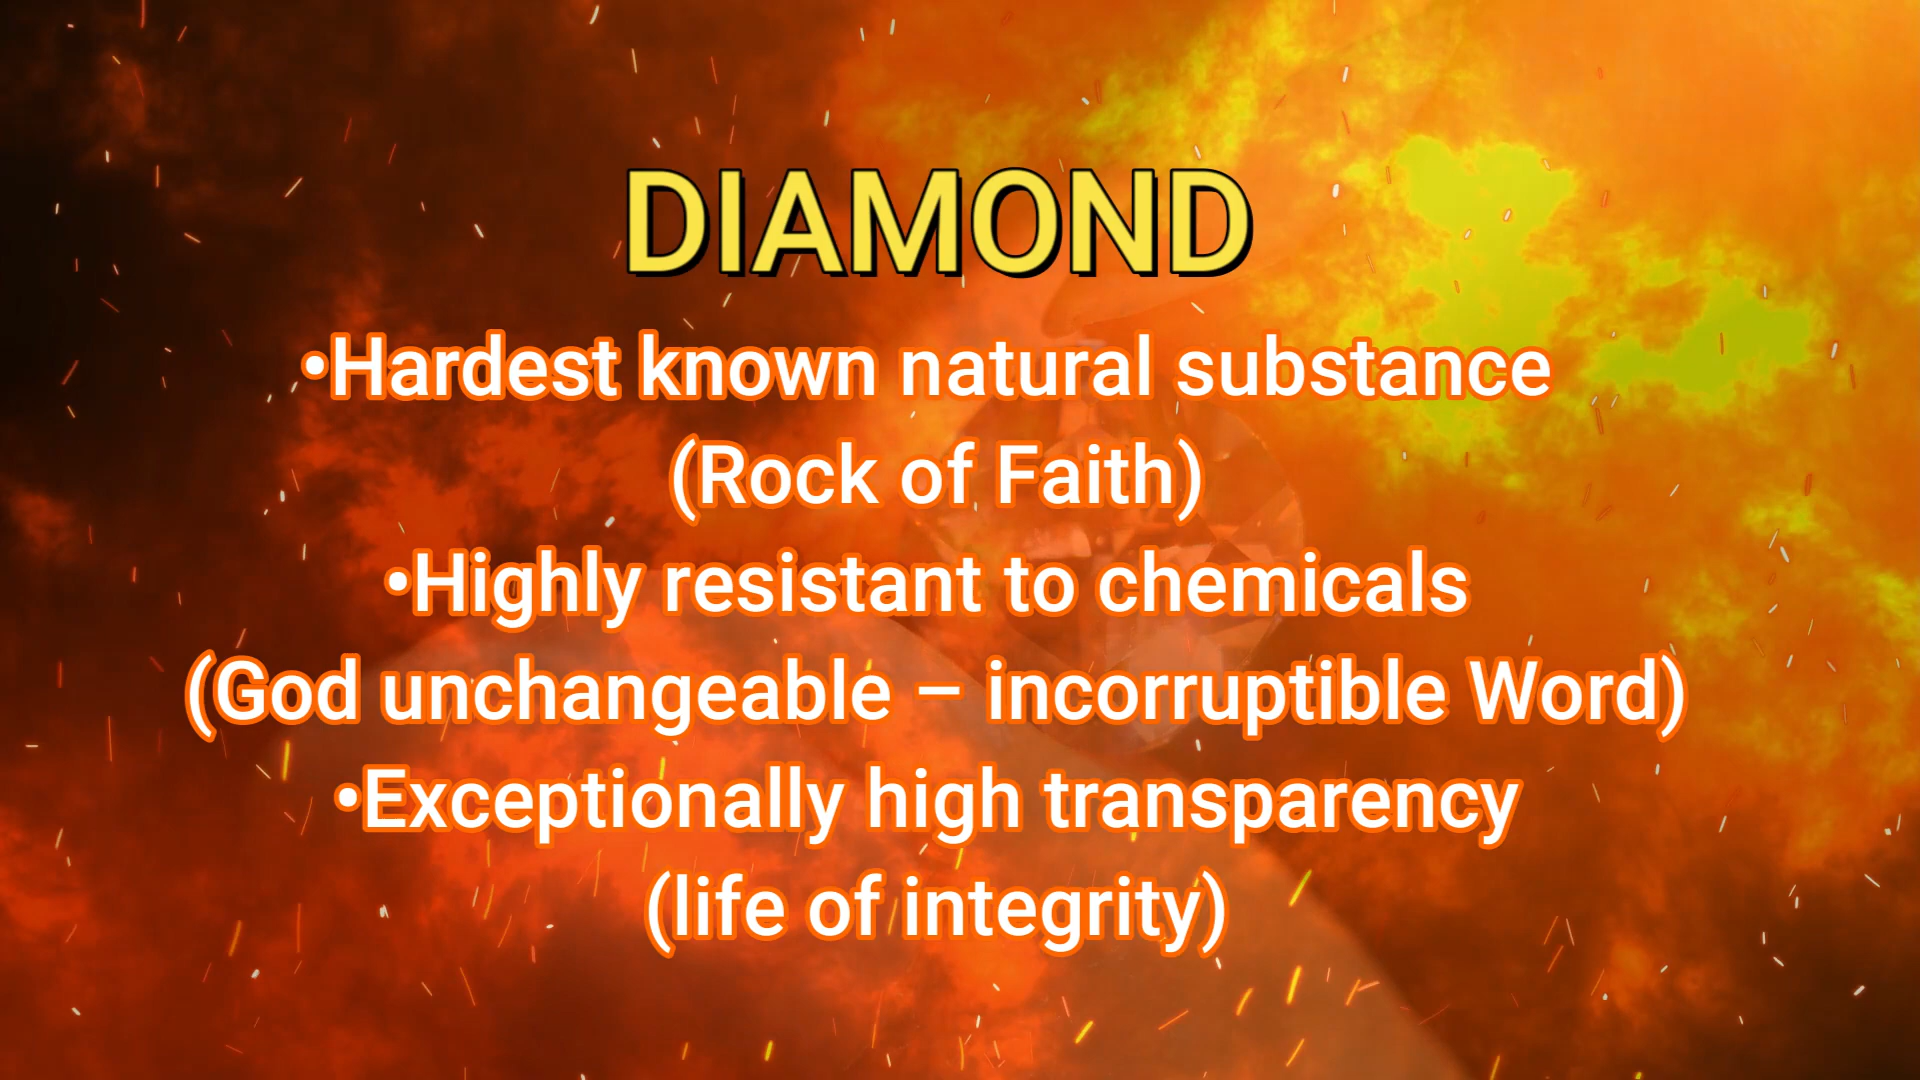 DIAMOND
•Hardest known natural substance
(Rock of Faith)
•Highly resistant to chemicals
(God unchangeable – incorruptible Word)
•Exceptionally high transparency
(life of integrity)